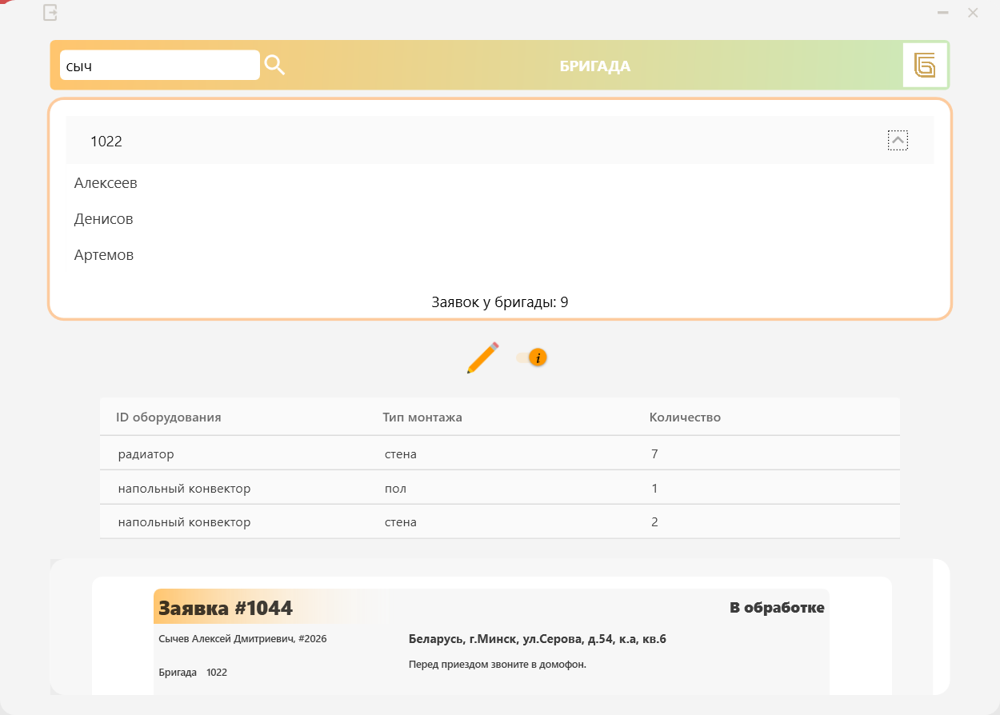 сыч
БРИГАДА
1022
Алексеев
Денисов
Артемов
Заявок у бригады: 9
i
ID оборудования Тип монтажа Количество
радиатор стена 7
напольный конвектор пол 1
напольный конвектор стена 2
Заявка #1044 В обработке
Сычев Алексей Дмитриевич, #2026 Беларусь, г.Минск, ул.Серова, д.54, к.а, кв.6
Перед приездом звоните в домофон.
Бригада 1022